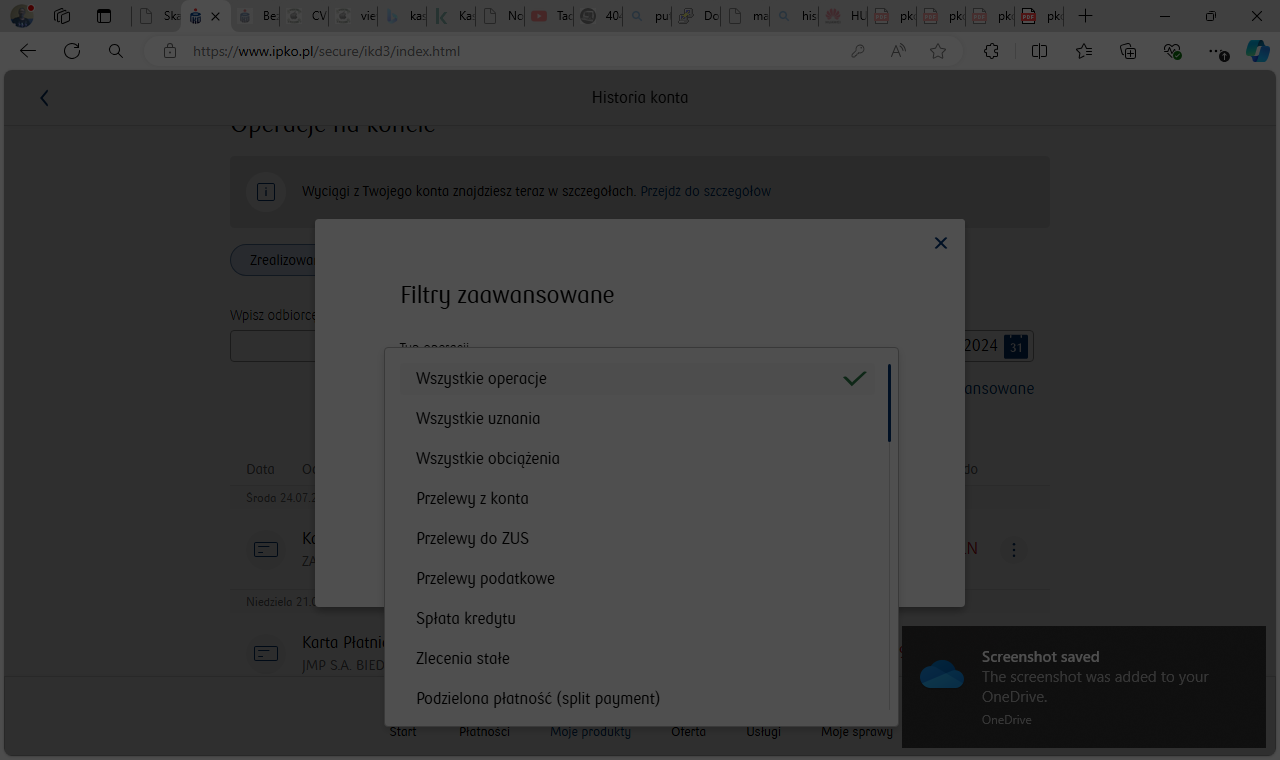 Ska
Be
CV
vie
kas
Ka
No
Tac
404
pu
Do
ma
his
HU
pk
pk
pk
pk
https://www.ipko.pl/secure/ikd3/index.html
Historia konta
Operacje na koncie
Wyciągi z Twojego konta znajdziesz teraz w szczegółach. Przejdź do szczegółów
Zrealizowa
Filtry zaawansowane
Wpisz odbiorcę
Typ operacji
2024
31
Wszystkie operacje
ansowane
Wszystkie uznania
Wszystkie obciążenia
Data
do
Środa 24.07.2
Przelewy z konta
Przelewy do ZUS
Ka
N
ZA
Przelewy podatkowe
Niedziela 21
Spłata kredytu
Karta Płatni
JMP S.A. BIED
Zlecenia stałe
Podzielona płatność (split payment)
Screenshot saved
The screenshot was added to your
OneDrive.
OneDrive
Start
Płatności
Moje produkty
Oferta
Usługi
Moje sprawy